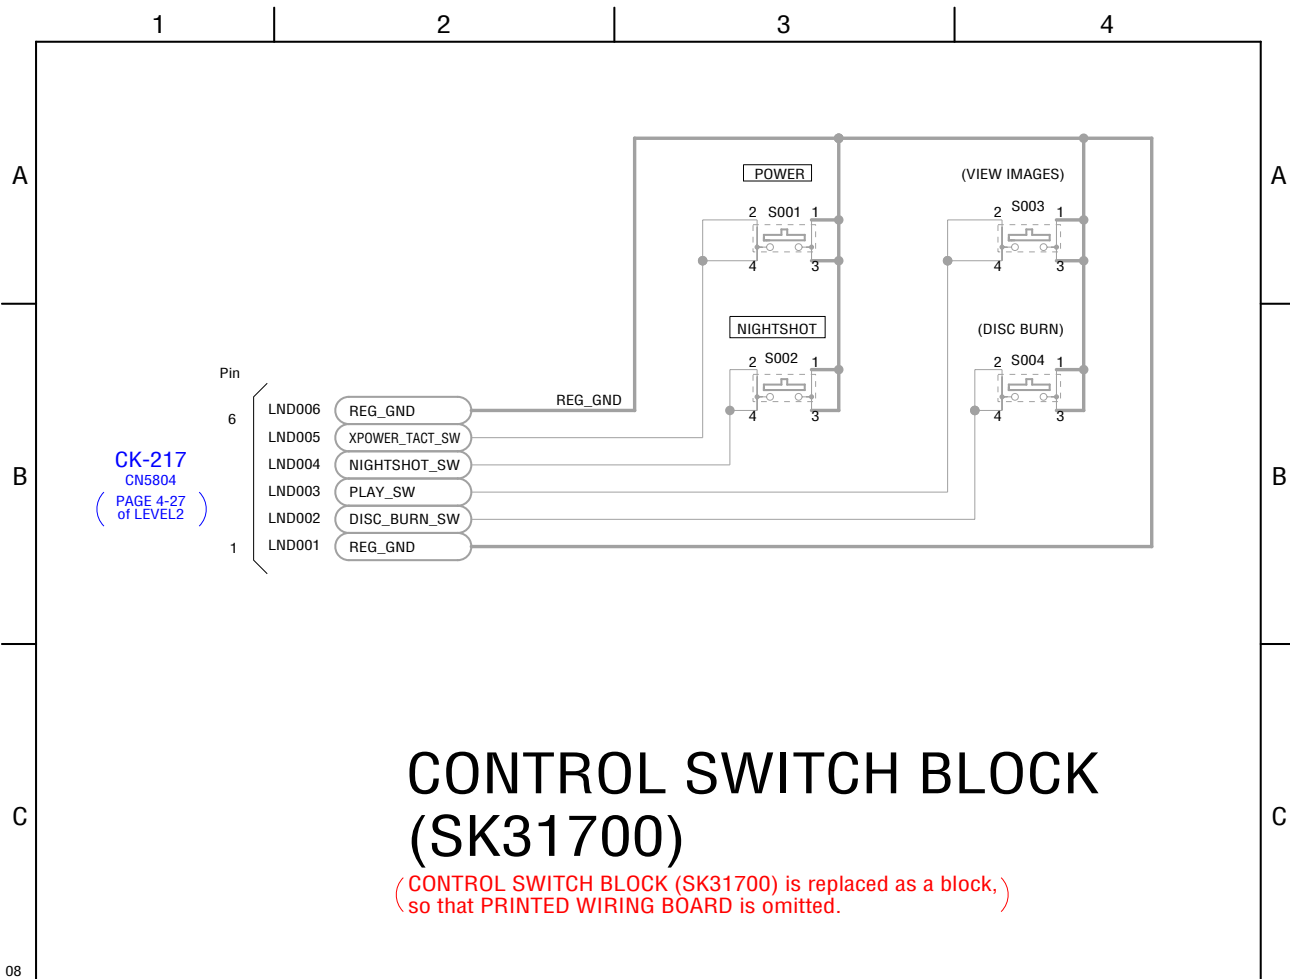 1 2 3 4
A A
POWER (VIEW IMAGES)
2 S001 1 2 S003 1
4 3 4 3
NIGHTSHOT (DISC BURN)
2 S002 1 2 S004 1
4 3 4 3
Pin
6 LND006 REG_GND REG_GND
LND005 XPOWER_TACT_SW
LND004 NIGHTSHOT_SW
LND003 PLAY_SW
LND002 DISC_BURN_SW
1 LND001 REG_GND
CK-217
CN5804
( PAGE 4-27
of LEVEL2 )
B B
CONTROL SWITCH BLOCK
(SK31700)
C C
(CONTROL SWITCH BLOCK (SK31700) is replaced as a block,
so that PRINTED WIRING BOARD is omitted.)
08